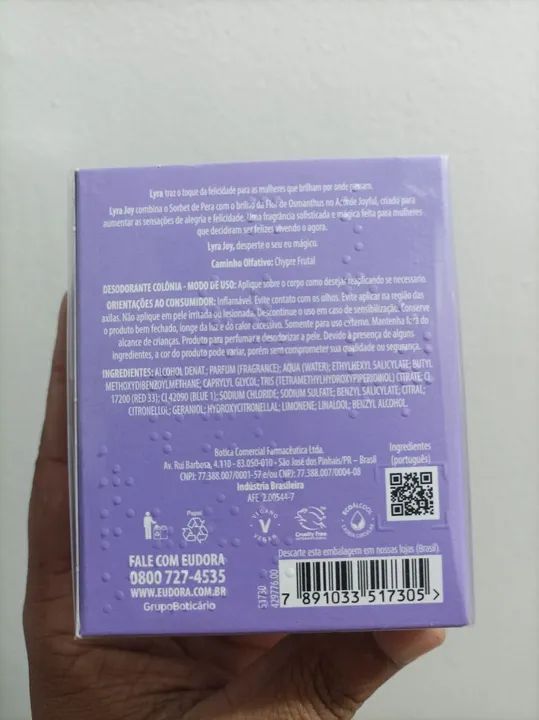 Lyra traz o toque da felicidade para as mulheres que brilham por onde passam.
Lyra Joy combina o Sorbet de Pera com o brilho da Flor de Osmanthus no Acorde Joyful, criado para
aumentar as sensações de alegria e felicidade. Uma fragrância sofisticada e mágica feita para mulheres
que decidiram ser felizes vivendo o agora.
Lyra Joy, desperte o seu eu mágico.
Caminho Olfativo: Chypre Frutal
DESODORANTE COLÔNIA - MODO DE USO: Aplique sobre o corpo como desejar, reaplicando se necessário.
ORIENTAÇÕES AO CONSUMIDOR: Inflamável. Evite contato com os olhos. Evite aplicar na região das
axilas. Não aplique em pele irritada ou lesionada. Descontinue o uso em caso de sensibilização. Conserve
o produto bem fechado, longe da luz e do calor excessivo. Somente para uso externo. Mantenha fora do
alcance de crianças. Produto para perfumar e desodorizar a pele. Devido à presença de alguns
ingredientes, a cor do produto pode variar, porém sem comprometer sua qualidade ou segurança.
INGREDIENTES: ALCOHOL DENAT.; PARFUM (FRAGRANCE); AQUA (WATER); ETHYLHEXYL SALICYLATE; BUTYL
METHOXYDIBENZOYLMETHANE; CAPRYLYL GLYCOL; TRIS (TETRAMETHYLHYDROXYPIPERIDINOL) CITRATE; CI
17200 (RED 33); CI 42090 (BLUE 1); SODIUM CHLORIDE; SODIUM SULFATE; BENZYL SALICYLATE; CITRAL;
CITRONELLOL; GERANIOL; HYDROXYCITRONELLAL; LIMONENE; LINALOOL; BENZYL ALCOHOL.
Botica Comercial Farmacêutica Ltda.
Av. Rui Barbosa, 4.110 - 83.050-010 - São José dos Pinhais/PR – Brasil
CNPJ: 77.388.007/0001-57 e/ou CNPJ: 77.388.007/0004-08
Indústria Brasileira
AFE 2.00544-7
Ingredientes
(português)
Papel
VEGANO
VEGAN
Cruelty Free
INTERNATIONAL
ECOÁLCOOL
Descarte esta embalagem em nossas lojas (Brasil).
FALE COM EUDORA
0800 727-4535
WWW.EUDORA.COM.BR
GrupoBoticário
51730
429776.00
7 891033 517305 >